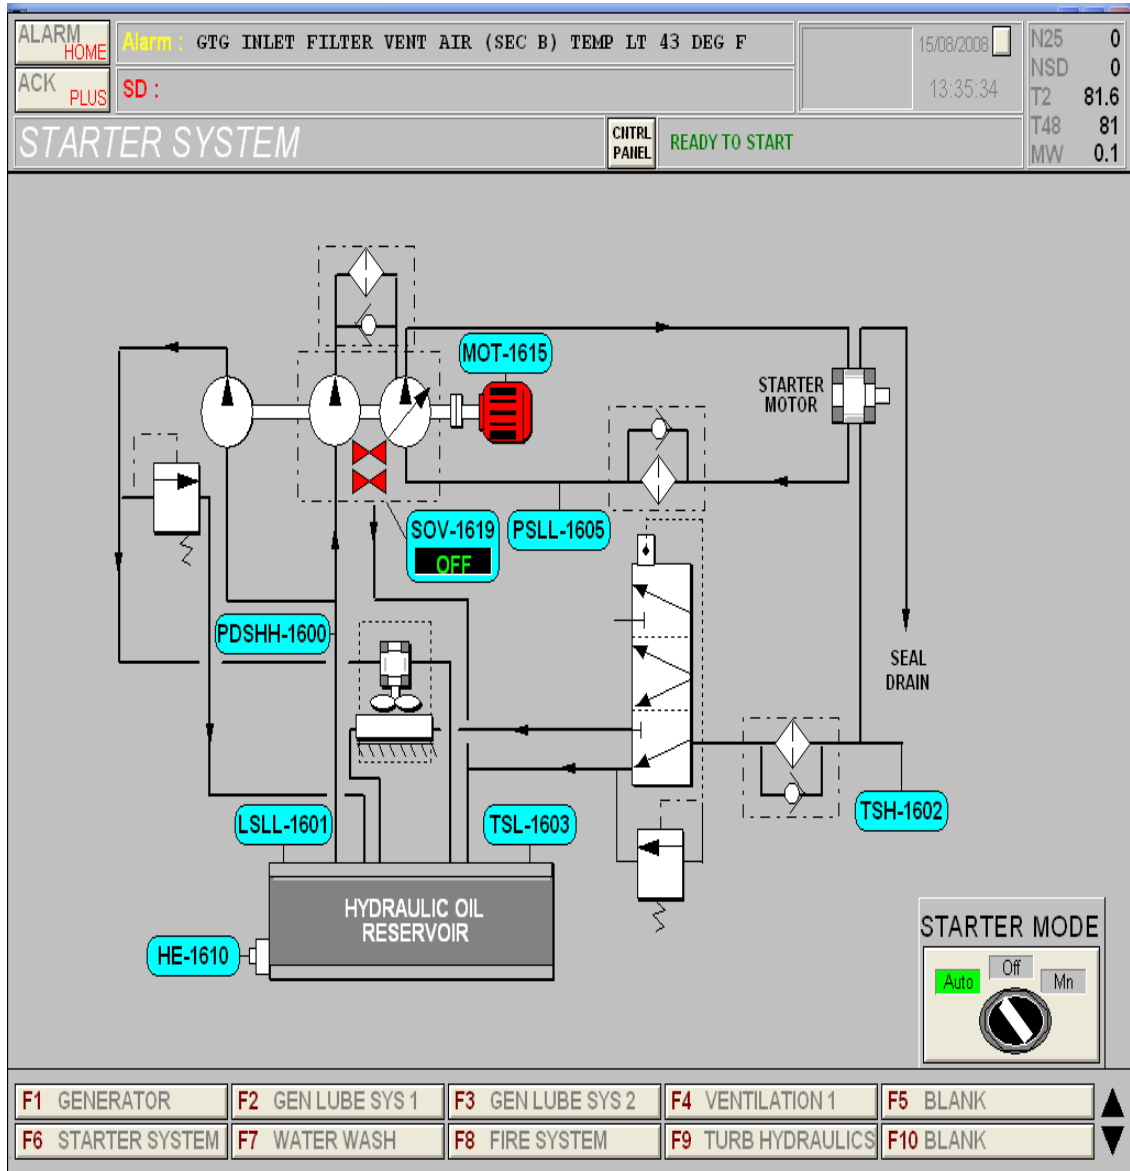 ALARM
HOME
Alarm : GTG INLET FILTER VENT AIR (SEC B) TEMP LT 43 DEG F
15/08/2008
N25 0
NSD 0
ACK
PLUS
SD :
13:35:34
T2 81.6
T48 81
MW 0.1
STARTER SYSTEM
CNTRL
PANEL
READY TO START
MOT-1615
STARTER
MOTOR
SOV-1619
OFF
PSLL-1605
PDSHH-1600
SEAL
DRAIN
LSLL-1601
TSL-1603
TSH-1602
HYDRAULIC OIL
RESERVOIR
HE-1610
STARTER MODE
Auto
Off
Mn
F1 GENERATOR
F2 GEN LUBE SYS 1
F3 GEN LUBE SYS 2
F4 VENTILATION 1
F5 BLANK
F6 STARTER SYSTEM
F7 WATER WASH
F8 FIRE SYSTEM
F9 TURB HYDRAULICS
F10 BLANK